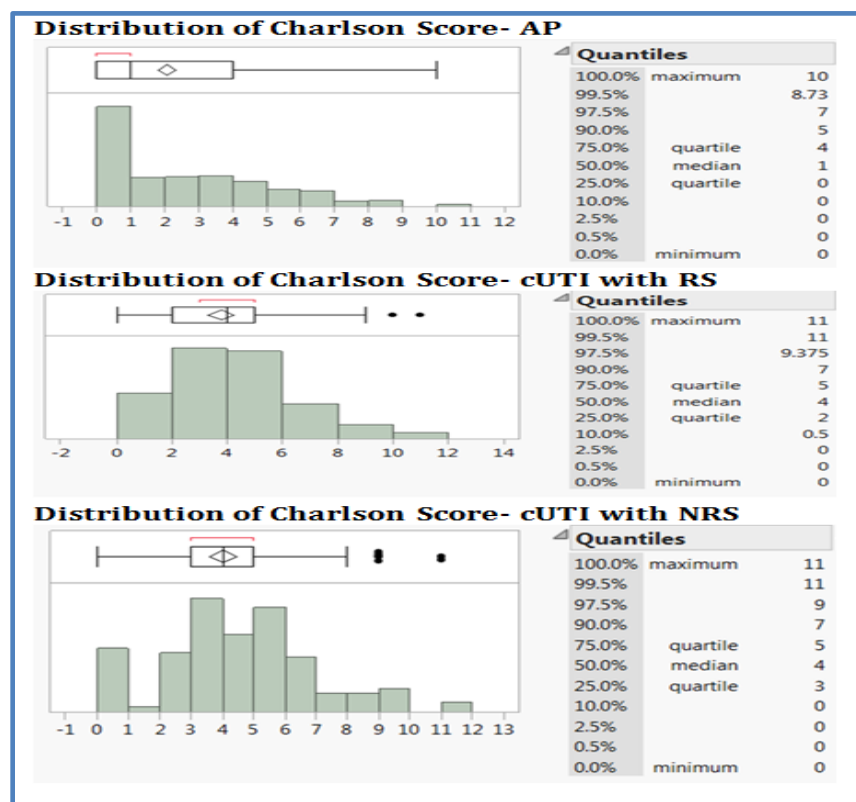 Distribution of Charlson Score- AP
Quantiles
100.0% maximum 10
99.5% 8.73
97.5% 7
90.0% 5
75.0% quartile 4
50.0% median 1
25.0% quartile 0
10.0% 0
2.5% 0
0.5% 0
0.0% minimum 0
-1 0 1 2 3 4 5 6 7 8 9 10 11 12
Distribution of Charlson Score- cUTI with RS
Quantiles
100.0% maximum 11
99.5% 11
97.5% 9.375
90.0% 7
75.0% quartile 5
50.0% median 4
25.0% quartile 2
10.0% 0.5
2.5% 0
0.5% 0
0.0% minimum 0
-2 0 2 4 6 8 10 12 14
Distribution of Charlson Score- cUTI with NRS
Quantiles
100.0% maximum 11
99.5% 11
97.5% 9
90.0% 7
75.0% quartile 5
50.0% median 4
25.0% quartile 3
10.0% 0
2.5% 0
0.5% 0
0.0% minimum 0
-1 0 1 2 3 4 5 6 7 8 9 10 11 12 13